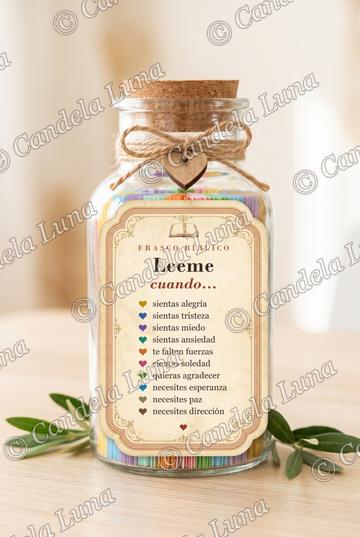 © Candela Luna
FRASCO BÍBLICO
Leeme
cuando...
sientas alegría
sientas tristeza
sientas miedo
sientas ansiedad
te falten fuerzas
sientas soledad
quieras agradecer
necesites esperanza
necesites paz
necesites dirección